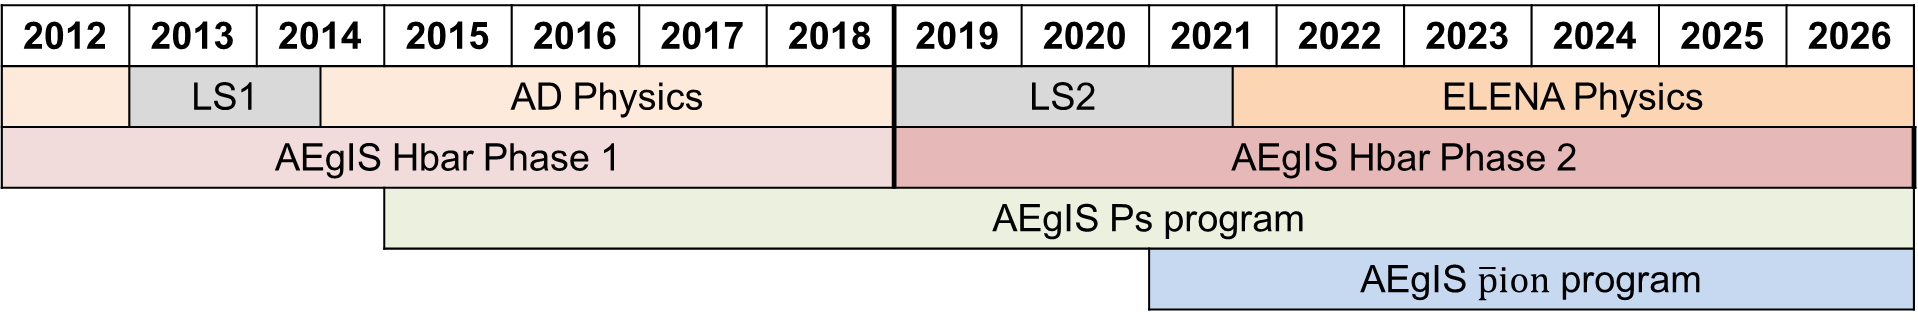 2012 2013 2014 2015 2016 2017 2018 2019 2020 2021 2022 2023 2024 2025 2026
LS1 AD Physics LS2 ELENA Physics
AEgIS Hbar Phase 1 AEgIS Hbar Phase 2
AEgIS Ps program
AEgIS p̅ion program